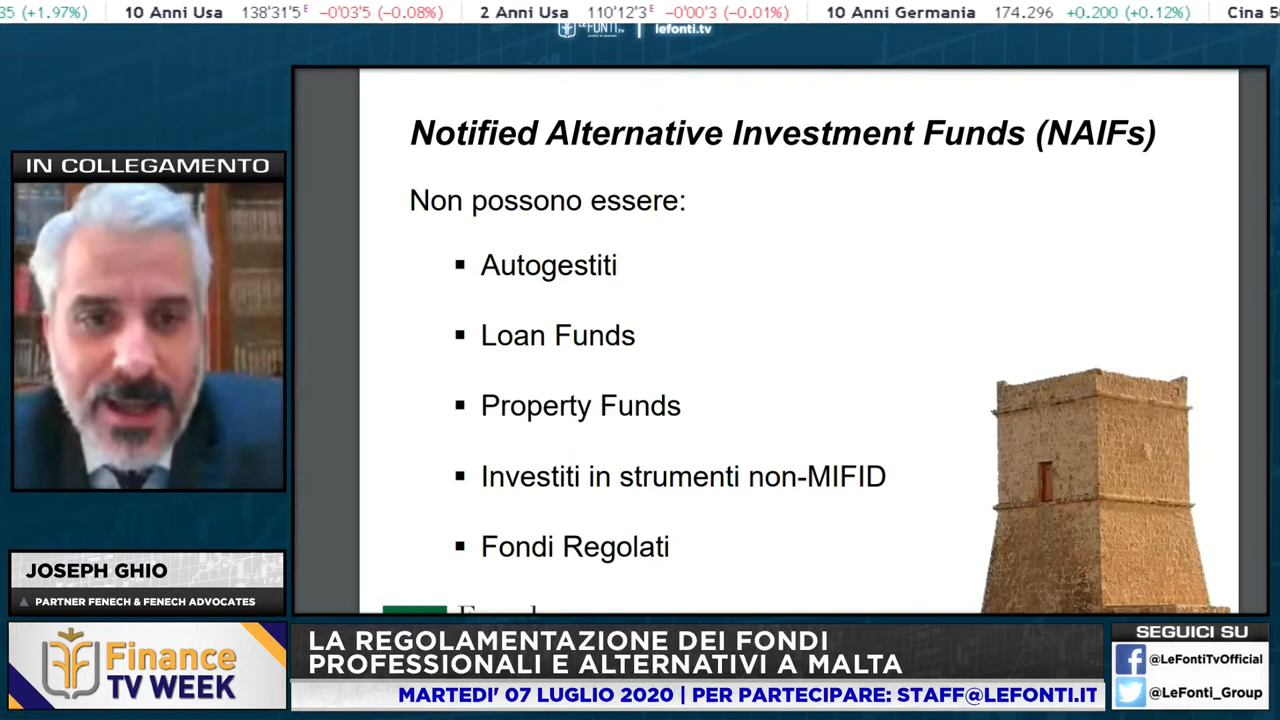 35 (+1.97%) 10 Anni Usa 138'31'5 E −0'03'5 (−0.08%) 2 Anni Usa 110'12'3 E −0'00'3 (−0.01%) 10 Anni Germania 174.296 +0.200 (+0.12%) Cina 5
LEFONTI.TV lefonti.tv
Notified Alternative Investment Funds (NAIFs)
IN COLLEGAMENTO
Non possono essere:
▪ Autogestiti
▪ Loan Funds
▪ Property Funds
▪ Investiti in strumenti non-MIFID
▪ Fondi Regolati
JOSEPH GHIO
PARTNER FENECH & FENECH ADVOCATES
Finance
TV WEEK
LA REGOLAMENTAZIONE DEI FONDI
PROFESSIONALI E ALTERNATIVI A MALTA
MARTEDI' 07 LUGLIO 2020 | PER PARTECIPARE: STAFF@LEFONTI.IT
SEGUICI SU
@LeFontiTvOfficial
@LeFonti_Group